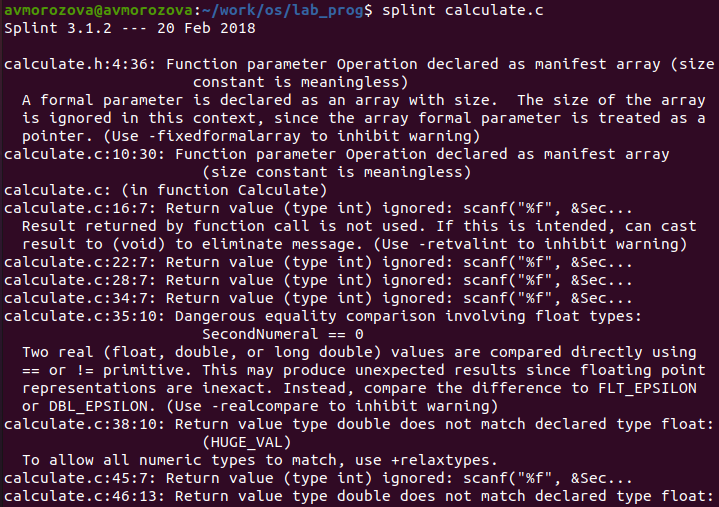 avmorozova@avmorozova:~/work/os/lab_prog$ splint calculate.c
Splint 3.1.2 --- 20 Feb 2018

calculate.h:4:36: Function parameter Operation declared as manifest array (size
                     constant is meaningless)
  A formal parameter is declared as an array with size.  The size of the array
  is ignored in this context, since the array formal parameter is treated as a
  pointer. (Use -fixedformalarray to inhibit warning)
calculate.c:10:30: Function parameter Operation declared as manifest array
                      (size constant is meaningless)
calculate.c: (in function Calculate)
calculate.c:16:7: Return value (type int) ignored: scanf("%f", &Sec...
  Result returned by function call is not used. If this is intended, can cast
  result to (void) to eliminate message. (Use -retvalint to inhibit warning)
calculate.c:22:7: Return value (type int) ignored: scanf("%f", &Sec...
calculate.c:28:7: Return value (type int) ignored: scanf("%f", &Sec...
calculate.c:34:7: Return value (type int) ignored: scanf("%f", &Sec...
calculate.c:35:10: Dangerous equality comparison involving float types:
                      SecondNumeral == 0
  Two real (float, double, or long double) values are compared directly using
  == or != primitive. This may produce unexpected results since floating point
  representations are inexact. Instead, compare the difference to FLT_EPSILON
  or DBL_EPSILON. (Use -realcompare to inhibit warning)
calculate.c:38:10: Return value type double does not match declared type float:
                      (HUGE_VAL)
  To allow all numeric types to match, use +relaxtypes.
calculate.c:45:7: Return value (type int) ignored: scanf("%f", &Sec...
calculate.c:46:13: Return value type double does not match declared type float: